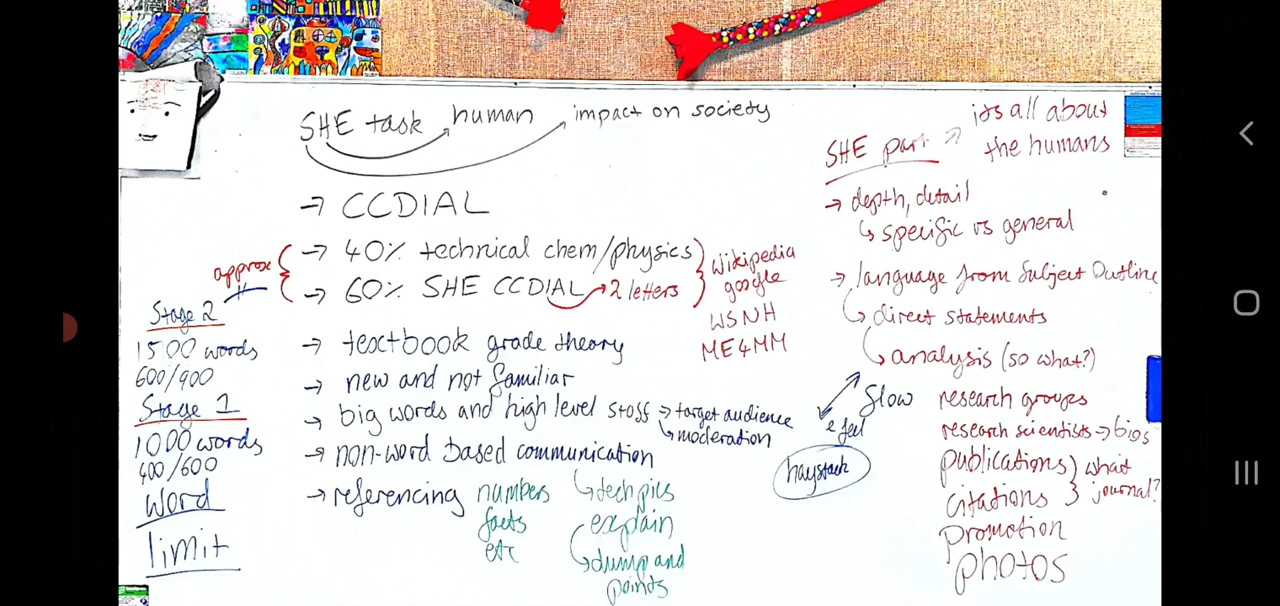 SHE task human impact on society
→ CCDIAL
approx
→ 40% technical chem/physics
→ 60% SHE CCDIAL → 2 letters
Wikipedia
google
WSNH
ME4MM
→ textbook grade theory
→ new and not familiar
→ big words and high level stuff → target audience
↳ moderation
→ non-word based communication
↳ tech pics
explain
↳ dump and
points
→ referencing numbers
facts
etc
Stage 2
1500 words
600/900
Stage 1
1000 words
400/600
Word
limit
SHE part → its all about
the humans
→ depth, detail
↳ specific vs general
→ language from Subject Outline
↳ direct statements
↳ analysis (so what?)
flow
haystack
research groups
research scientists → bios
publications
citations
what
journal?
promotion
photos